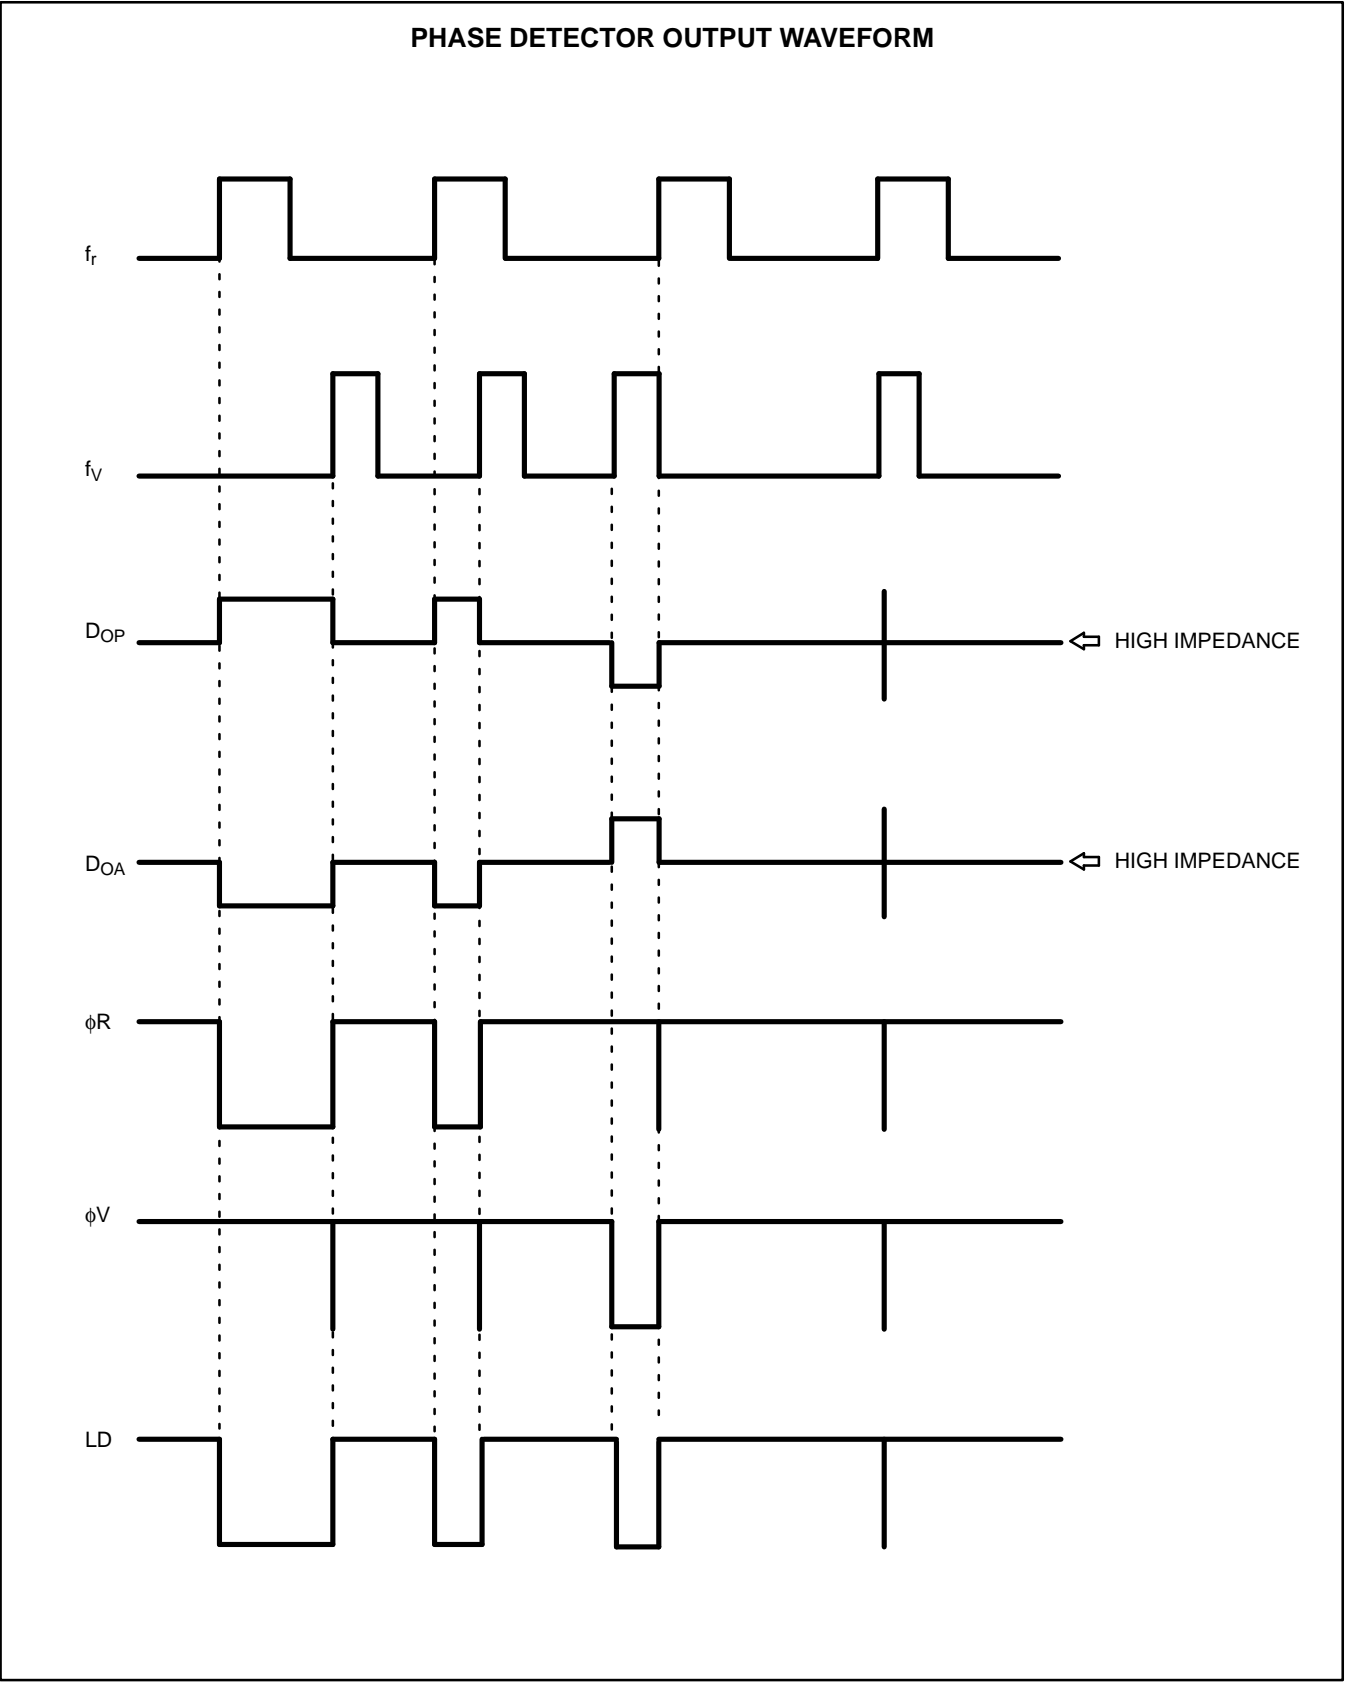 PHASE DETECTOR OUTPUT WAVEFORM
fr
fV
DOP
HIGH IMPEDANCE
DOA
HIGH IMPEDANCE
ϕR
ϕV
LD